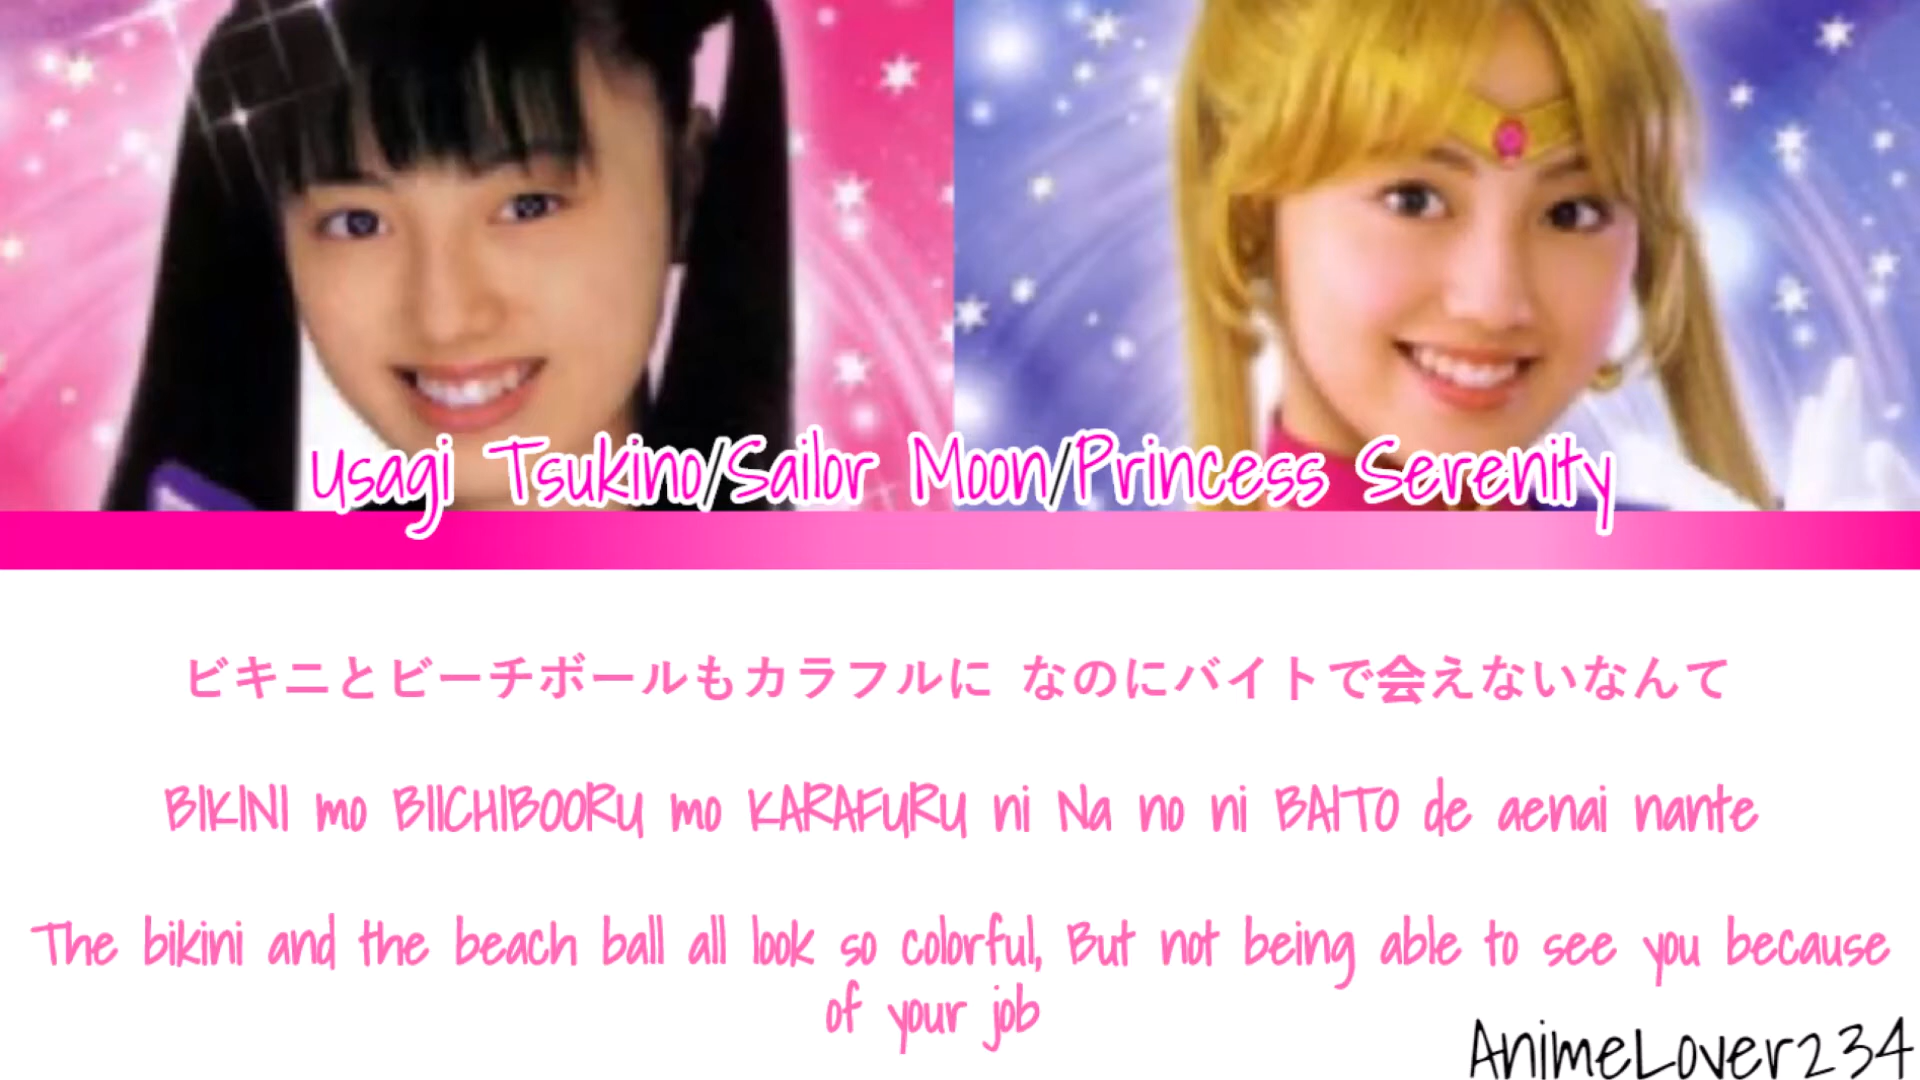 Usagi Tsukino/Sailor Moon/Princess Serenity
ビキニとビーチボールもカラフルに なのにバイトで会えないなんて
BIKINI mo BIICHIBOORU mo KARAFURU ni Na no ni BAITO de aenai nante
The bikini and the beach ball all look so colorful, But not being able to see you because
of your job
AnimeLover234